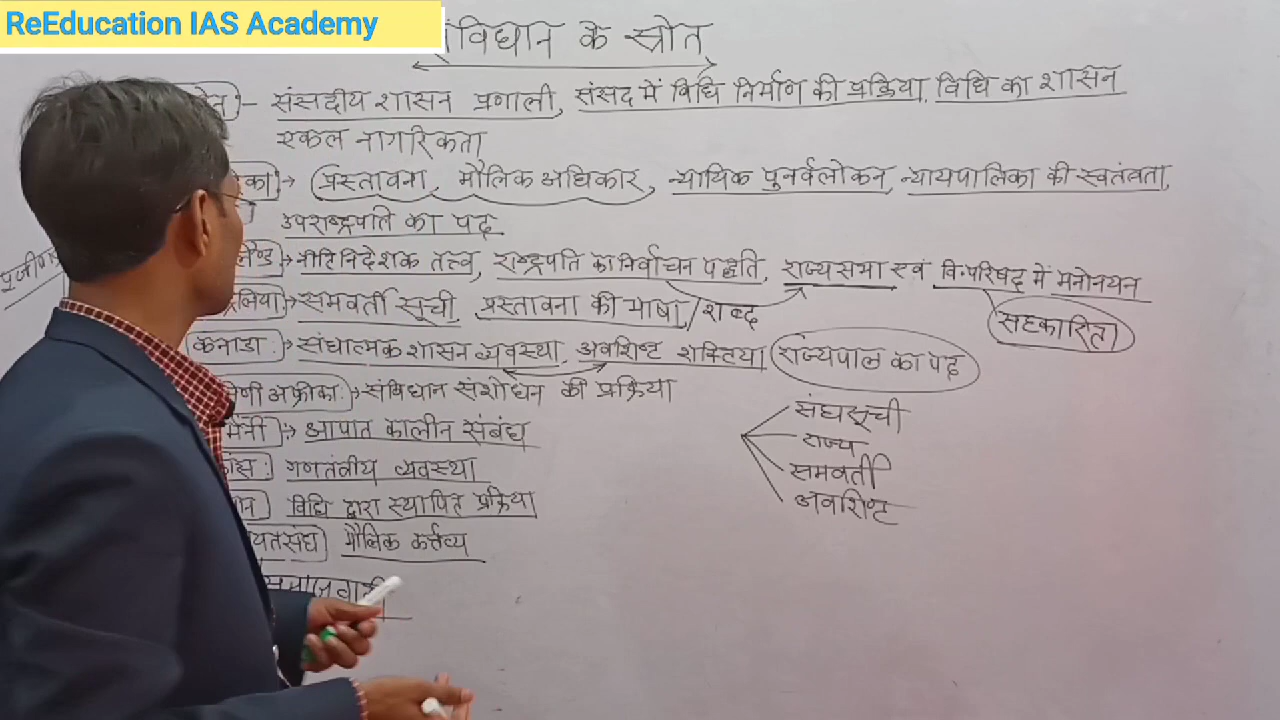 ReEducation IAS Academy
संविधान के स्रोत
संसदीय शासन प्रणाली, संसद में विधि निर्माण की प्रक्रिया, विधि का शासन
एकल नागरिकता
प्रस्तावना, मौलिक अधिकार, न्यायिक पुनर्वलोकन, न्यायपालिका की स्वतंत्रता,
उपराष्ट्रपति का पद
नीति निदेशक तत्त्व, राष्ट्रपति का निर्वाचन पद्धति, राज्यसभा एवं वि.परिषद में मनोनयन
समवर्ती सूची, प्रस्तावना की भाषा/शब्द सहकारिता
कनाडा: संघात्मक शासन व्यवस्था, अवशिष्ट शक्तिया राज्यपाल का पद
अफ्रीका: संविधान संशोधन की प्रक्रिया
आपात कालीन संबंध
गणतंत्रीय व्यवस्था
विधि द्वारा स्थापित प्रक्रिया
मौलिक कर्त्तव्य
संघसूची
राज्य
समवर्ती
अवशिष्ट